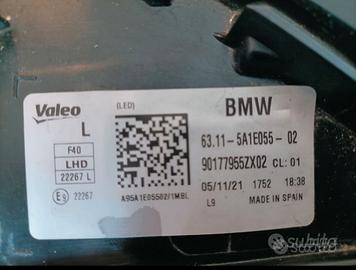 Valeo
(LED)
BMW
L
63.11-5A1E055-02
F40
LHD
22267 L
90177955ZX02 CL: 01
05/11/21 1752 18:38
E9 22267
A95A1E05502/1MBL
L9
MADE IN SPAIN
subito